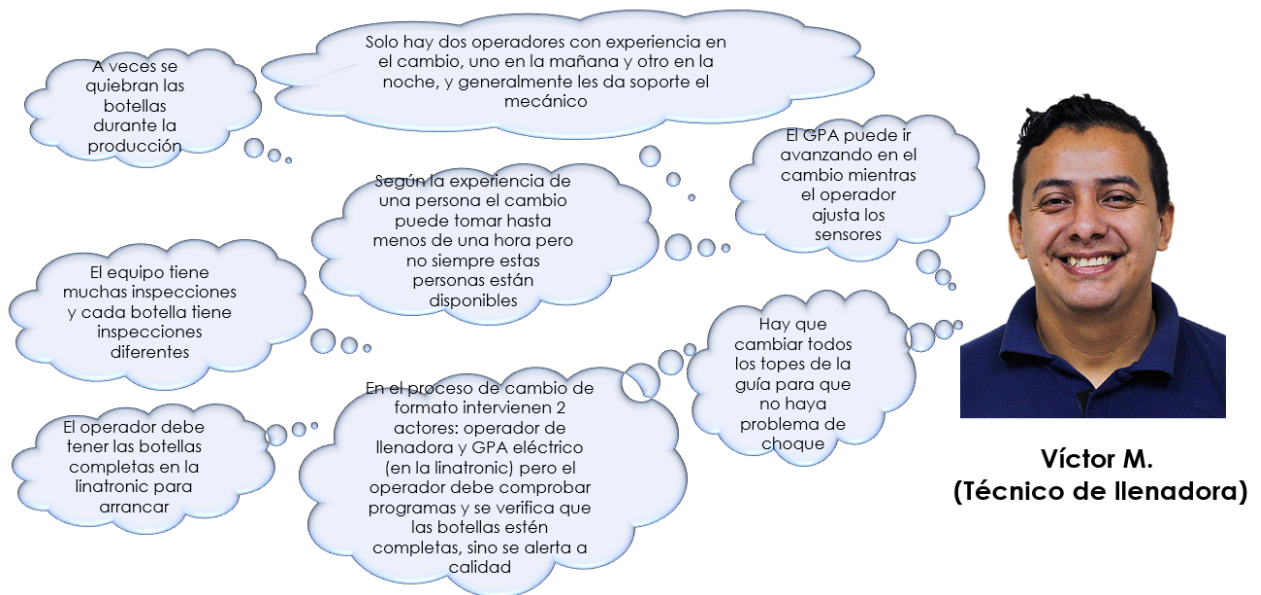 A veces se
quiebran las
botellas
durante la
producción
Solo hay dos operadores con experiencia en
el cambio, uno en la mañana y otro en la
noche, y generalmente les da soporte el
mecánico
El GPA puede ir
avanzando en el
cambio mientras
el operador
ajusta los
sensores
Según la experiencia de
una persona el cambio
puede tomar hasta
menos de una hora pero
no siempre estas
personas están
disponibles
El equipo tiene
muchas inspecciones
y cada botella tiene
inspecciones
diferentes
Hay que
cambiar todos
los topes de la
guía para que
no haya
problema de
choque
En el proceso de cambio de
formato intervienen 2
actores: operador de
llenadora y GPA eléctrico
(en la linatronic) pero el
operador debe comprobar
programas y se verifica que
las botellas estén
completas, sino se alerta a
calidad
El operador debe
tener las botellas
completas en la
linatronic para
arrancar
Víctor M.
(Técnico de llenadora)